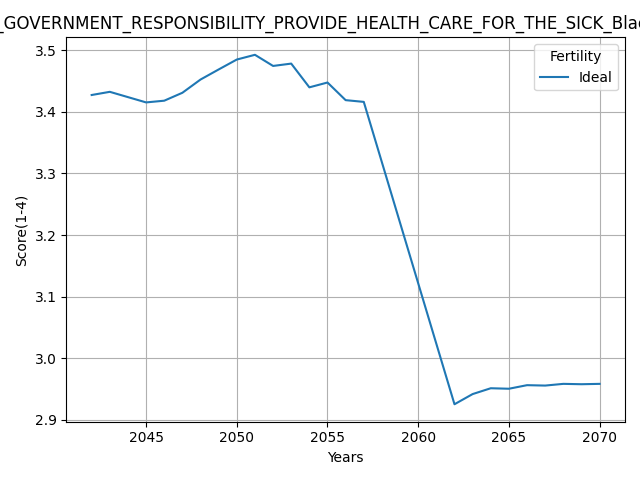 _GOVERNMENT_RESPONSIBILITY_PROVIDE_HEALTH_CARE_FOR_THE_SICK_Bla
3.5
3.4
3.3
3.2
3.1
3.0
2.9
Score(1-4)
Fertility
Ideal
2045
2050
2055
2060
2065
2070
Years